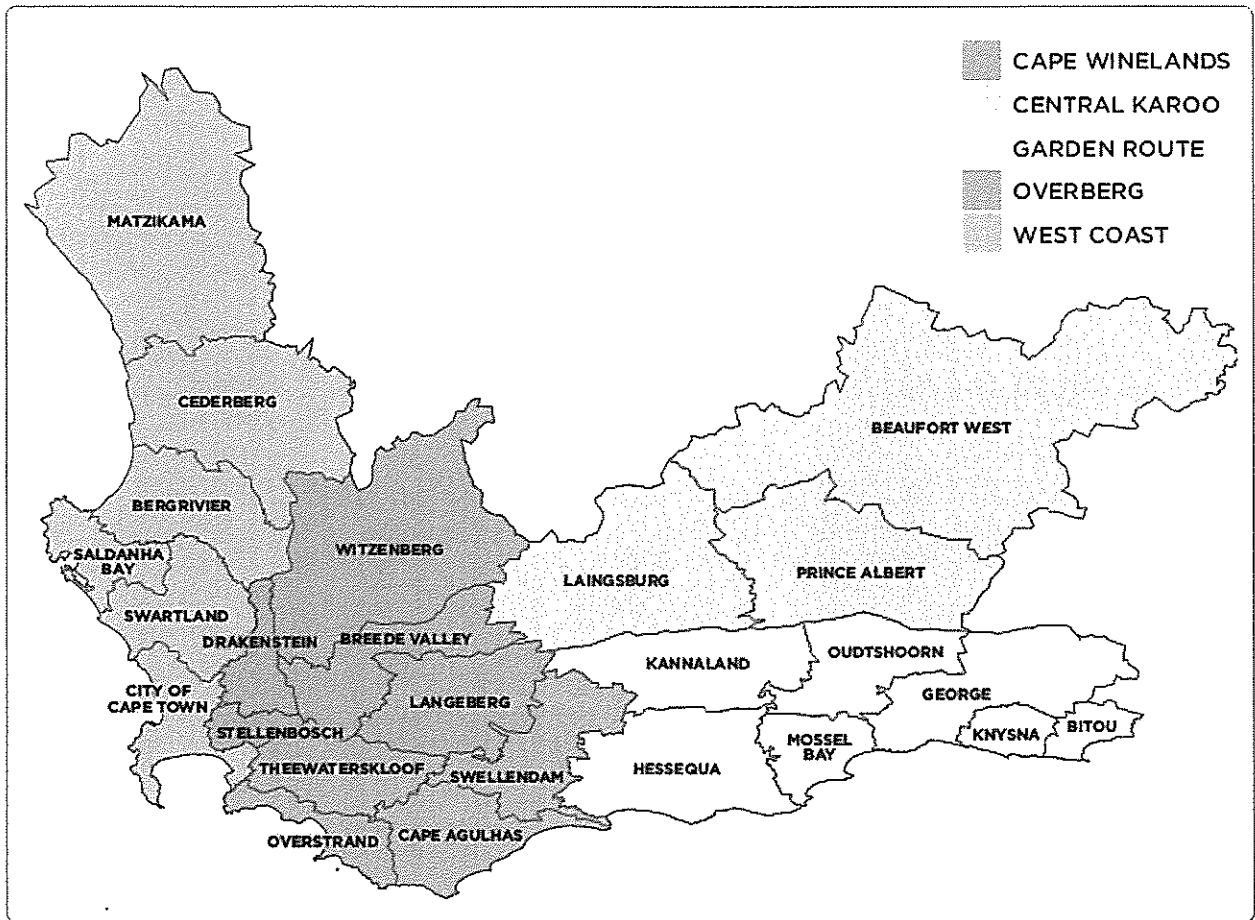 CAPE WINELANDS
CENTRAL KAROO
GARDEN ROUTE
OVERBERG
WEST COAST
MATZIKAMA
CEDERBERG
BEAUFORT WEST
BERGRIVIER
WITZENBERG
SALDANHA
BAY
LAINGSBURG
PRINCE ALBERT
SWARTLAND
DRAKENSTEIN
BREEDE VALLEY
KANNALAND
OUDTSHOORN
CITY OF
CAPE TOWN
LANGEBERG
GEORGE
STELLENBOSCH
MOSSEL
BAY
KNYSNA
BITOU
THEEWATERSKLOOF
SWELLENDAM
HESSEQUA
OVERSTRAND
CAPE AGULHAS